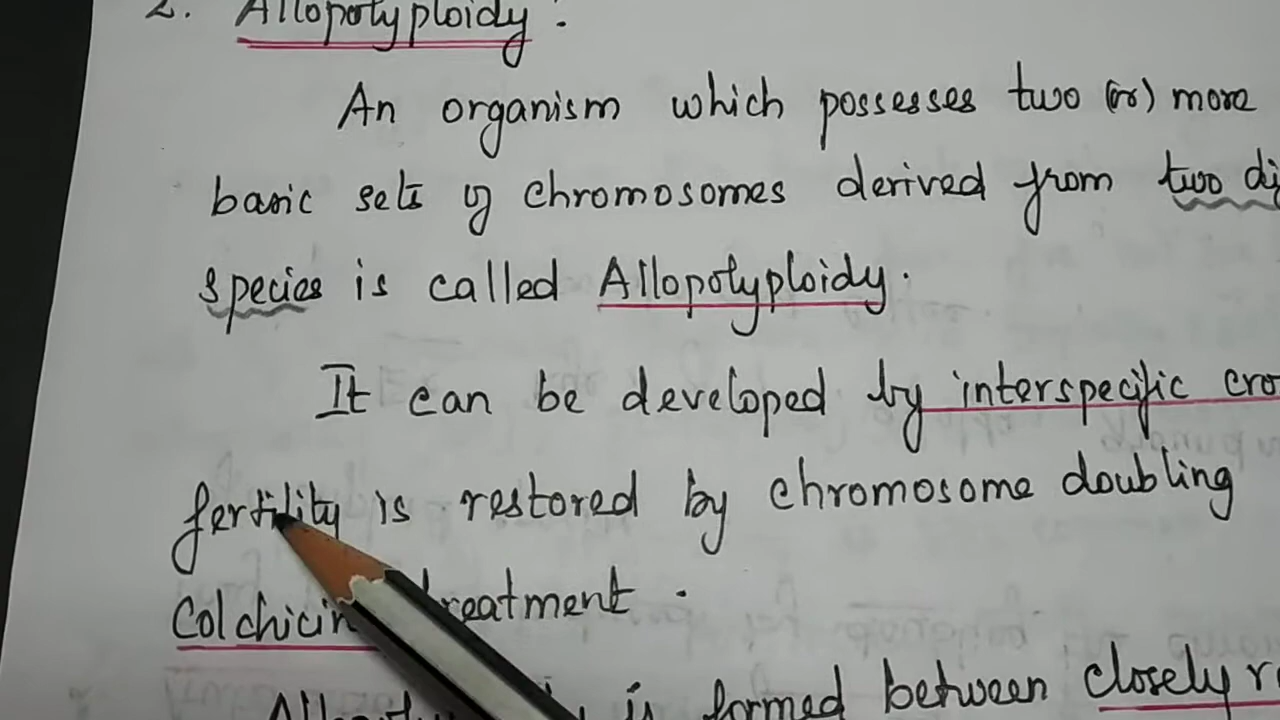 2. Allopolyploidy :
An organism which possesses two (or) more
basic sets of chromosomes derived from two
species is called Allopolyploidy.
It can be developed by interspecific
fertility is restored by chromosome doubling
treatment.
is formed between closely